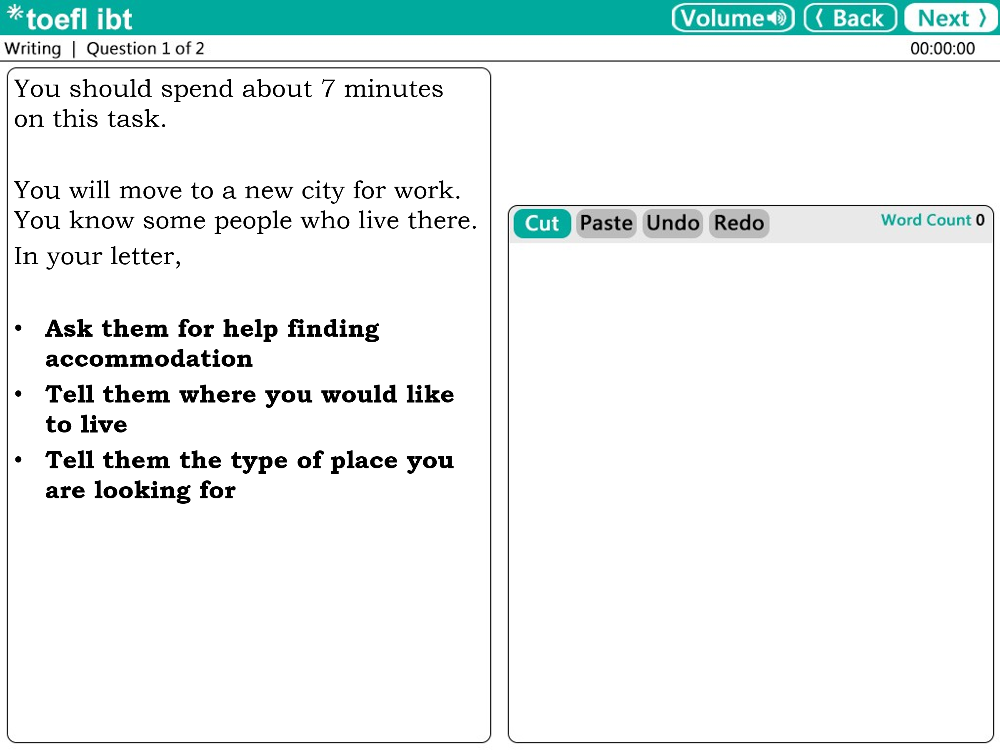 *toefl ibt
Volume
Back
Next
Writing | Question 1 of 2
00:00:00
You should spend about 7 minutes
on this task.
You will move to a new city for work.
You know some people who live there.
In your letter,
• Ask them for help finding
accommodation
• Tell them where you would like
to live
• Tell them the type of place you
are looking for
Cut
Paste
Undo
Redo
Word Count 0